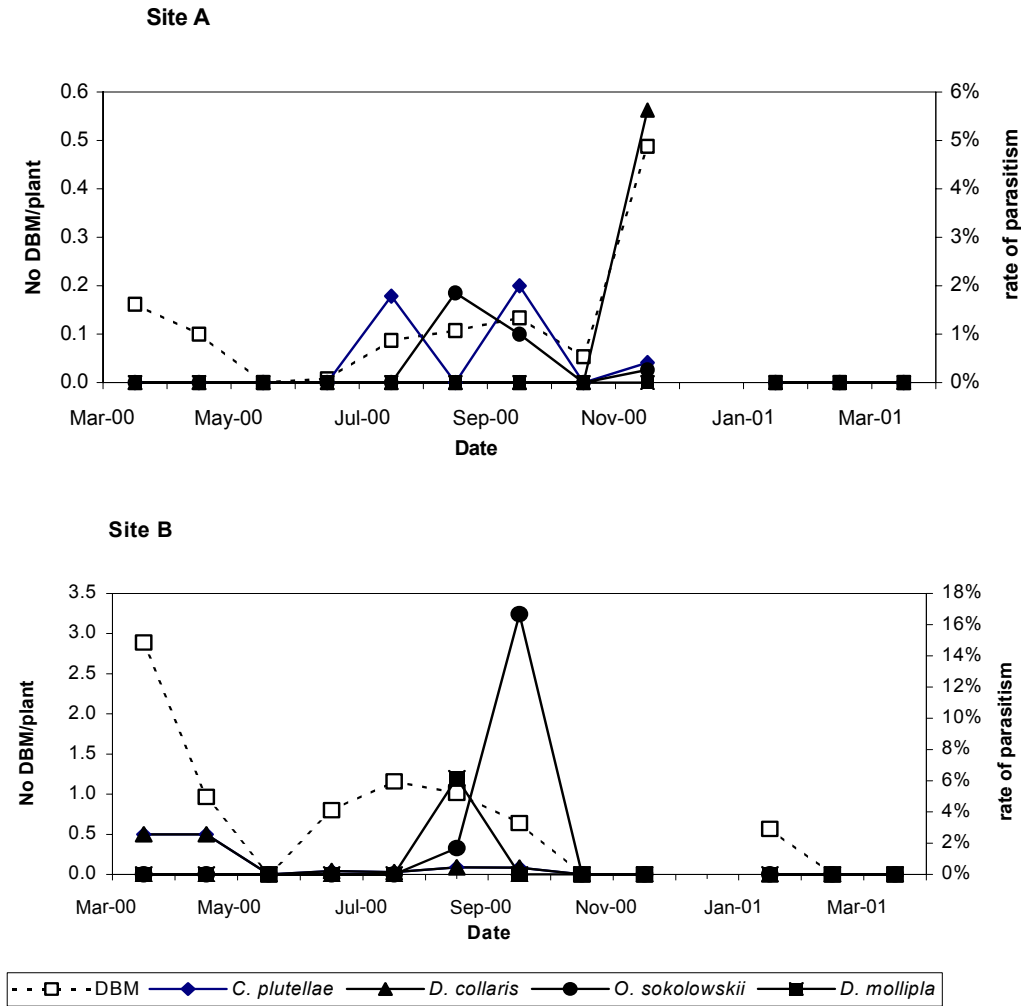 Site A
0.6
0.5
0.4
0.3
0.2
0.1
0.0
No DBM/plant
6%
5%
4%
3%
2%
1%
0%
rate of parasitism
Mar-00 May-00 Jul-00 Sep-00 Nov-00 Jan-01 Mar-01
Date
Site B
3.5
3.0
2.5
2.0
1.5
1.0
0.5
0.0
No DBM/plant
18%
16%
14%
12%
10%
8%
6%
4%
2%
0%
rate of parasitism
Mar-00 May-00 Jul-00 Sep-00 Nov-00 Jan-01 Mar-01
Date
DBM C. plutellae D. collaris O. sokolowskii D. mollipla